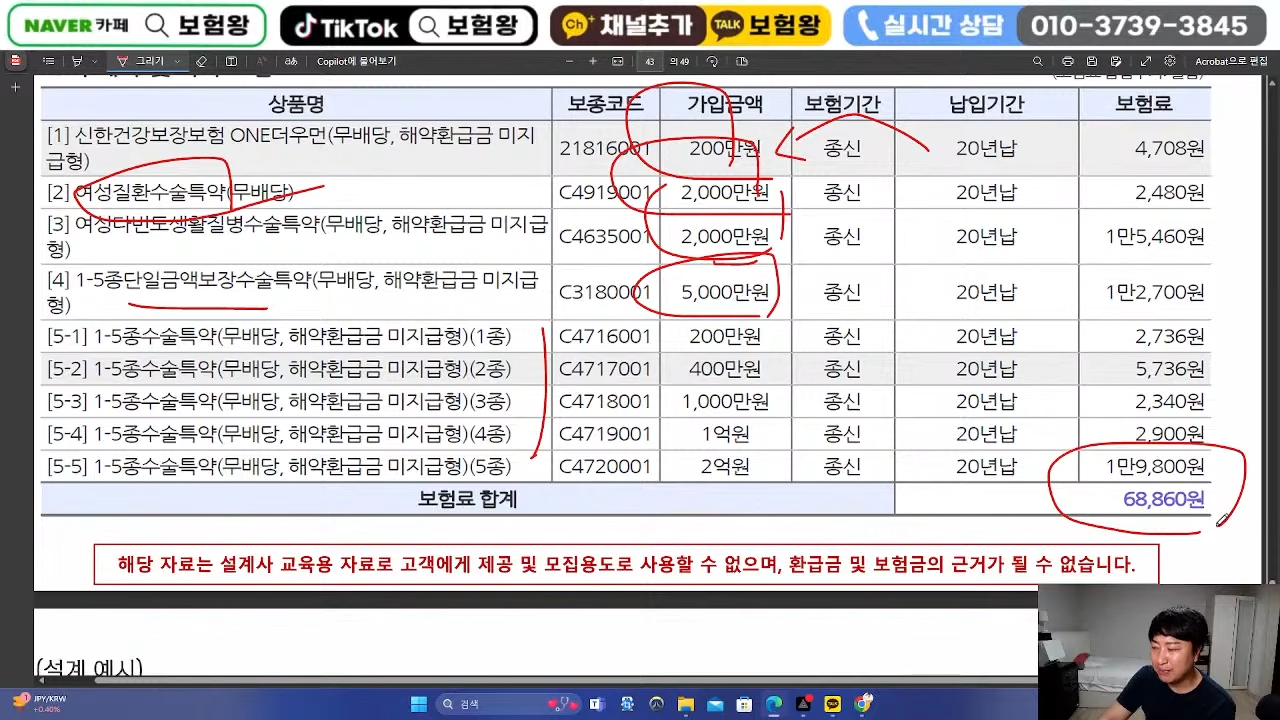 NAVER 카페 보험왕 TikTok 보험왕 Ch+ 채널추가 TALK 보험왕 실시간 상담 010-3739-3845
그리기 Copilot에 물어보기 43 의 49 Acrobat으로 편집
상품명 보종코드 가입금액 보험기간 납입기간 보험료
[1] 신한건강보장보험 ONE더우먼(무배당, 해약환급금 미지급형) 21816001 200만원 종신 20년납 4,708원
[2] 여성질환수술특약(무배당) C4919001 2,000만원 종신 20년납 2,480원
[3] 여성다빈도생활질병수술특약(무배당, 해약환급금 미지급형) C4635001 2,000만원 종신 20년납 1만5,460원
[4] 1-5종단일금액보장수술특약(무배당, 해약환급금 미지급형) C3180001 5,000만원 종신 20년납 1만2,700원
[5-1] 1-5종수술특약(무배당, 해약환급금 미지급형)(1종) C4716001 200만원 종신 20년납 2,736원
[5-2] 1-5종수술특약(무배당, 해약환급금 미지급형)(2종) C4717001 400만원 종신 20년납 5,736원
[5-3] 1-5종수술특약(무배당, 해약환급금 미지급형)(3종) C4718001 1,000만원 종신 20년납 2,340원
[5-4] 1-5종수술특약(무배당, 해약환급금 미지급형)(4종) C4719001 1억원 종신 20년납 2,900원
[5-5] 1-5종수술특약(무배당, 해약환급금 미지급형)(5종) C4720001 2억원 종신 20년납 1만9,800원
보험료 합계 68,860원
해당 자료는 설계사 교육용 자료로 고객에게 제공 및 모집용도로 사용할 수 없으며, 환급금 및 보험금의 근거가 될 수 없습니다.
(설계 예시)
JPY/KRW
+0.40%
검색